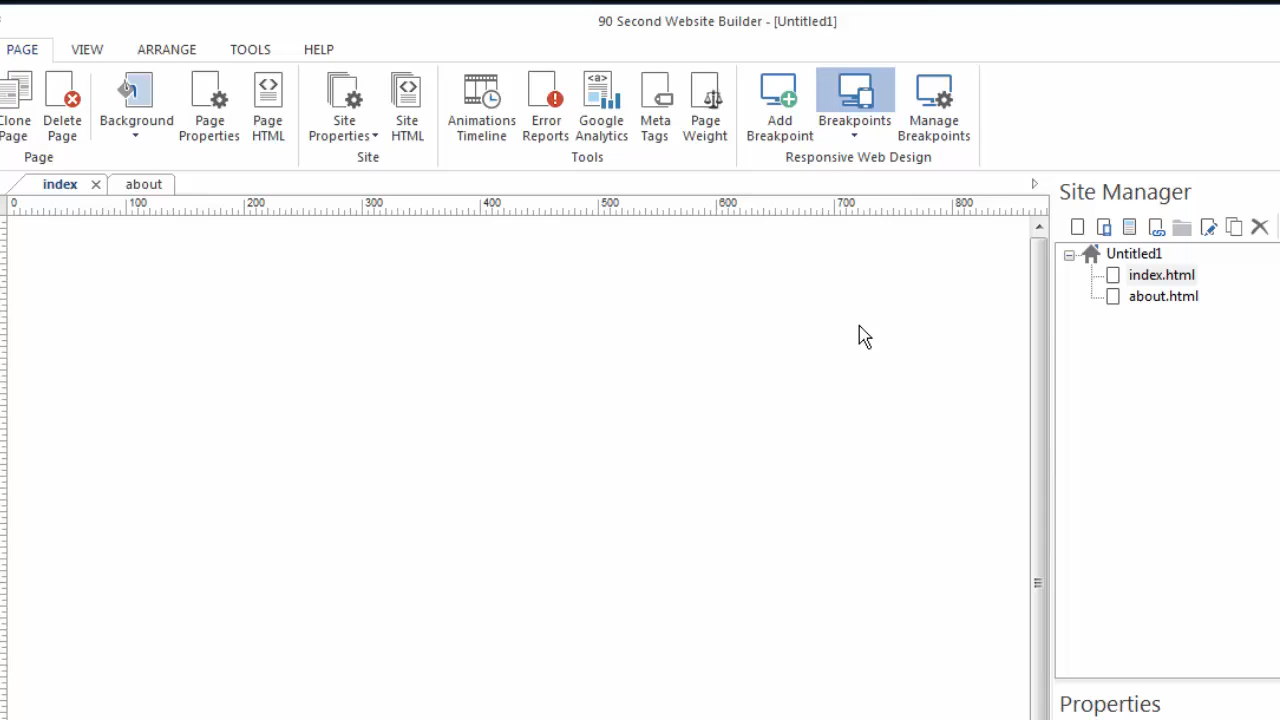 90 Second Website Builder - [Untitled1]
PAGE VIEW ARRANGE TOOLS HELP
Clone Page
Delete Page
Background
Page Properties
Page HTML
Site Properties
Site HTML
Animations Timeline
Error Reports
<a>
Google Analytics
Meta Tags
Page Weight
Add Breakpoint
Breakpoints
Manage Breakpoints
Page Site Tools Responsive Web Design
index about
0 100 200 300 400 500 600 700 800
Site Manager
Untitled1
index.html
about.html
Properties